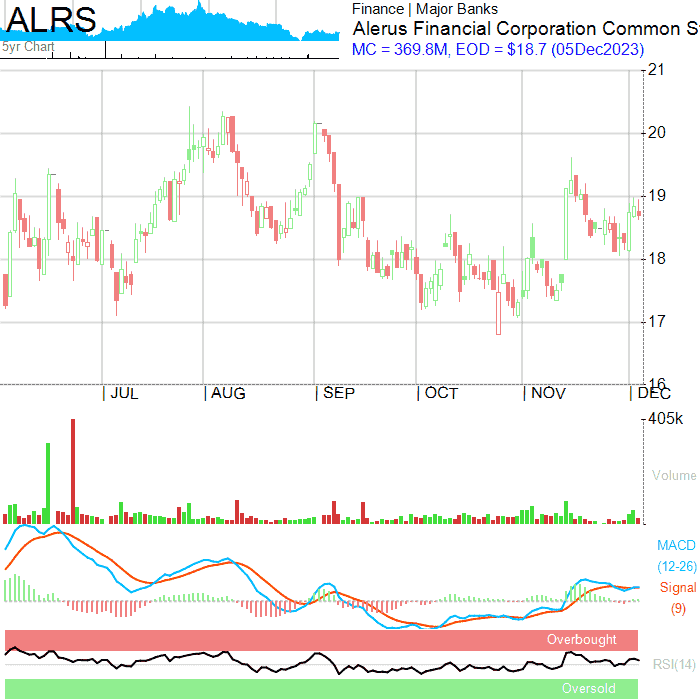 ALRS
5yr Chart
Finance | Major Banks
Alerus Financial Corporation Common S
MC = 369.8M, EOD = $18.7 (05Dec2023)
21
20
19
18
17
16
| JUL | AUG | SEP | OCT | NOV | DEC
405k
Volume
MACD
(12-26)
Signal
(9)
Overbought
RSI(14)
Oversold